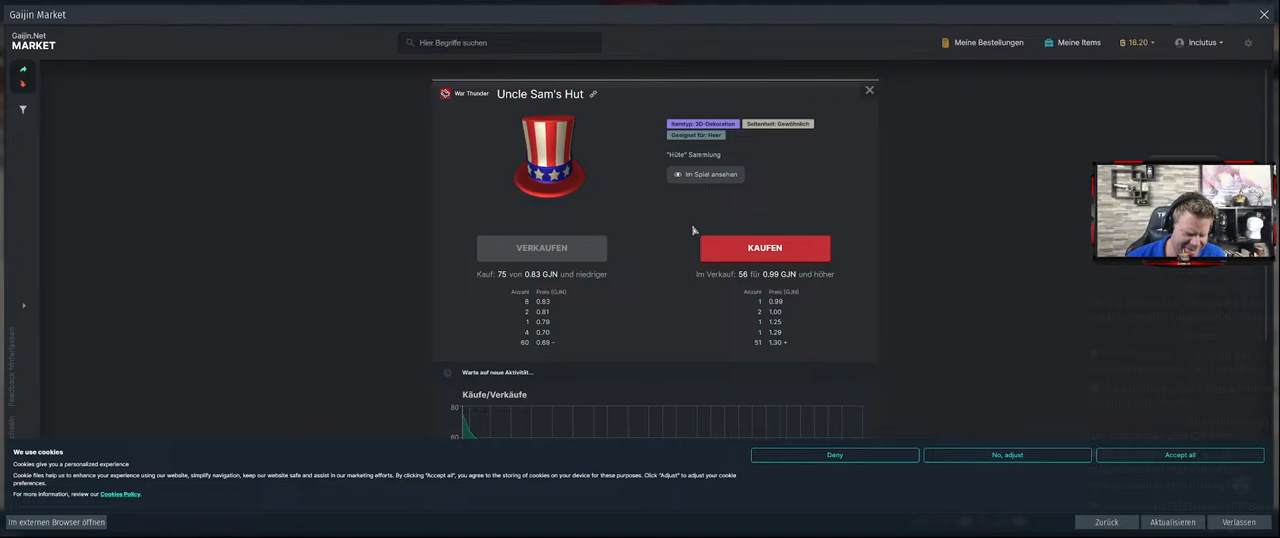 Gaijin Market
Gaijin.Net
MARKET
Hier Begriffe suchen
Meine Bestellungen
Meine Items
16.20
Inclutus
War Thunder
Uncle Sam's Hut
Itemtyp: 3D-Dekoration
Seltenheit: Gewöhnlich
Geeignet für: Heer
"Hüte" Sammlung
Im Spiel ansehen
VERKAUFEN
KAUFEN
Kauf: 75 von 0.83 GJN und niedriger
Im Verkauf: 56 für 0.99 GJN und höher
Anzahl Preis (GJN)
8 0.83
2 0.81
1 0.79
4 0.70
60 0.69 -
Anzahl Preis (GJN)
1 0.99
2 1.00
1 1.25
1 1.29
51 1.30 +
Warte auf neue Aktivität...
Käufe/Verkäufe
80
60
Feedback hinterlassen
We use cookies
Cookies give you a personalized experience
Cookie files help us to enhance your experience using our website, simplify navigation, keep our website safe and assist in our marketing efforts. By clicking "Accept all", you agree to the storing of cookies on your device for these purposes. Click "Adjust" to adjust your cookie
preferences.
For more information, review our Cookies Policy.
Deny
No, adjust
Accept all
Im externen Browser öffnen
Zurück
Aktualisieren
Verlassen